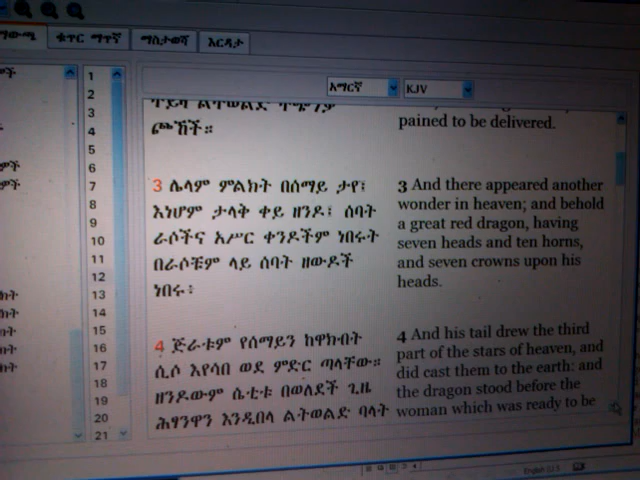 ቁጥር ማጥኛ
ማስታወሻ
እርዳታ
1
2
3
4
5
6
7
8
9
10
11
12
13
14
15
16
17
18
19
20
21
አማርኛ
KJV
ጮኸች።
3 ሌላም ምልክት በሰማይ ታየ፤
እነሆም ታላቅ ቀይ ዘንዶ፤ ሰባት
ራሶችና አሥር ቀንዶችም ነበሩት
በራሶቹም ላይ ሰባት ዘውዶች
ነበሩ፤
4 ጅራቱም የሰማይን ከዋክብት
ሲሶ እየሳበ ወደ ምድር ጣላቸው።
ዘንዶውም ሴቲቱ በወለደች ጊዜ
ሕፃንዋን እንዲበላ ልትወልድ ባላት
pained to be delivered.
3 And there appeared another
wonder in heaven; and behold
a great red dragon, having
seven heads and ten horns,
and seven crowns upon his
heads.
4 And his tail drew the third
part of the stars of heaven, and
did cast them to the earth: and
the dragon stood before the
woman which was ready to be